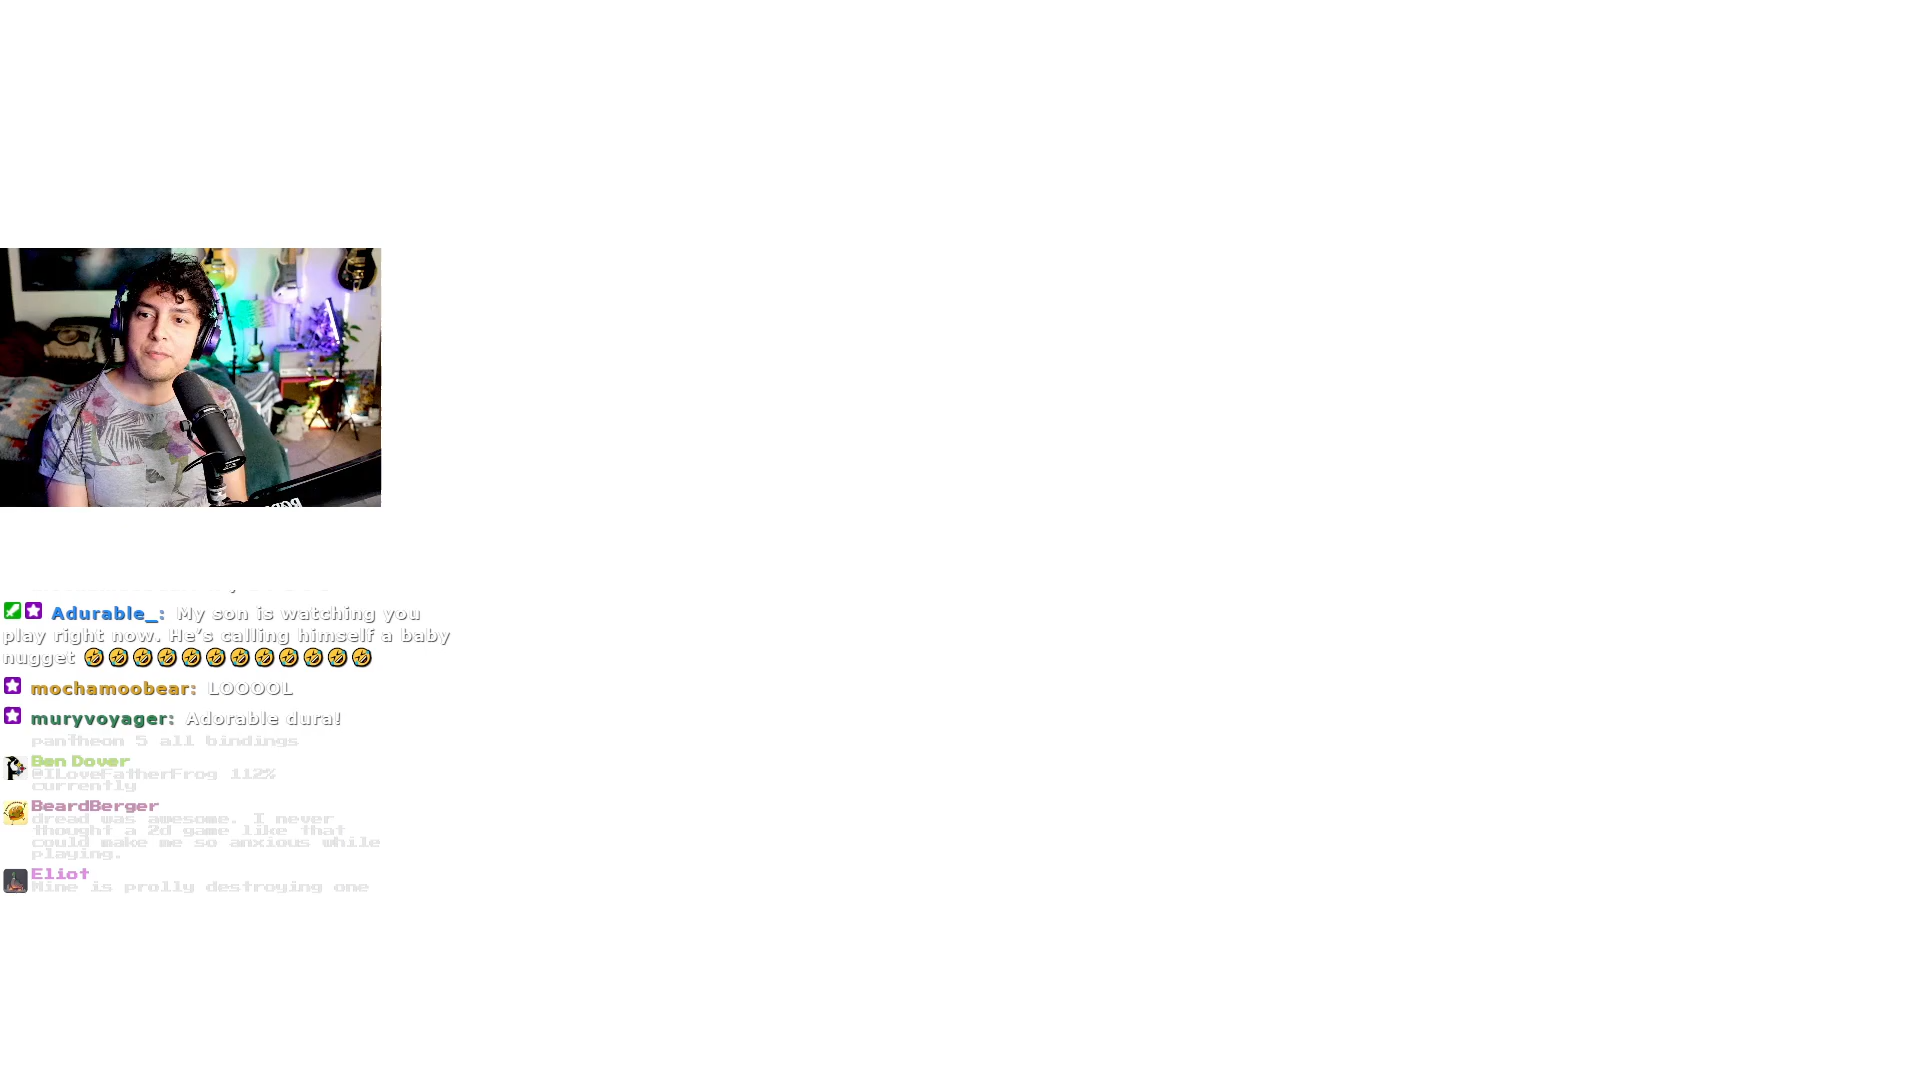 Adurable_: My son is watching you
play right now. He's calling himself a baby
nugget 🤣🤣🤣🤣🤣🤣🤣🤣🤣🤣🤣🤣
mochamoobear: LOOOOL
muryvoyager: Adorable dura!
pantheon 5 all bindings
Ben Dover
@ILoveFatherFrog 112%
currently
BeardBerger
dread was awesome. I never
thought a 2d game like that
could make me so anxious while
playing.
Eliot
Mine is prolly destroying one